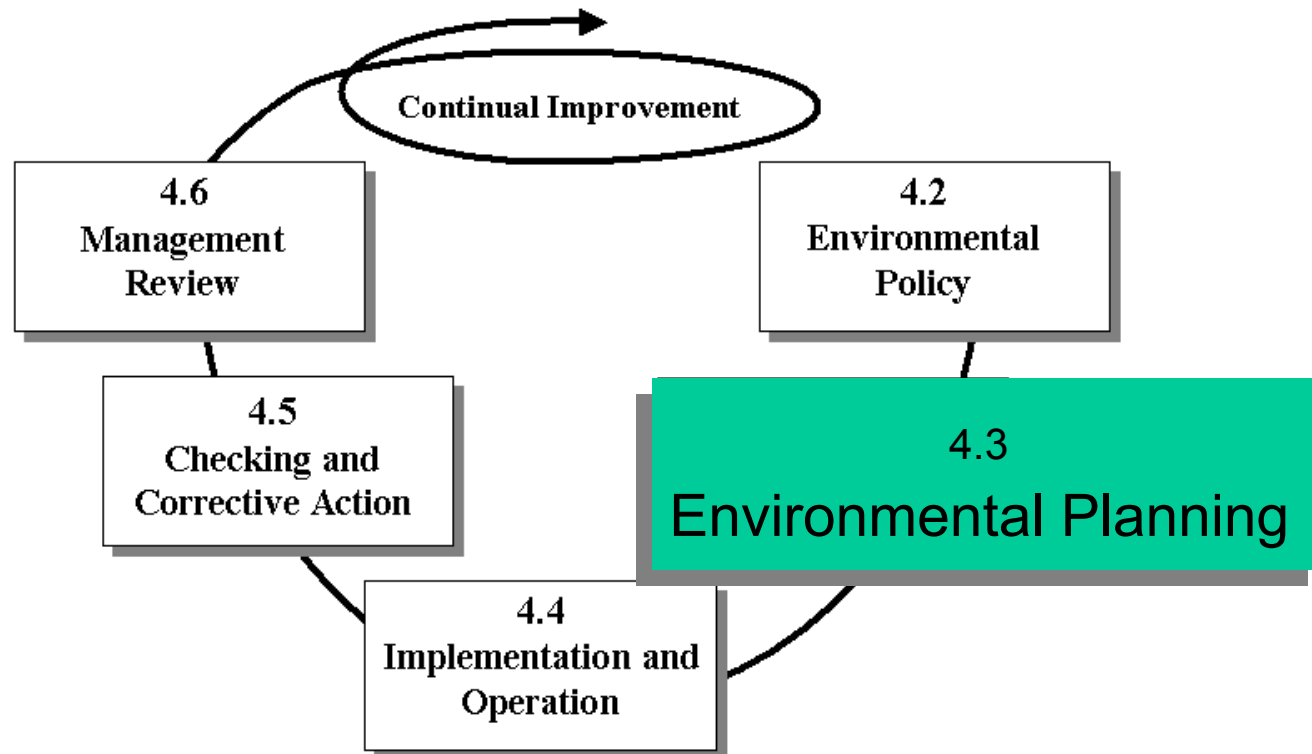 Continual Improvement
4.6
Management
Review
4.2
Environmental
Policy
4.5
Checking and
Corrective Action
4.3
Environmental Planning
4.4
Implementation and
Operation